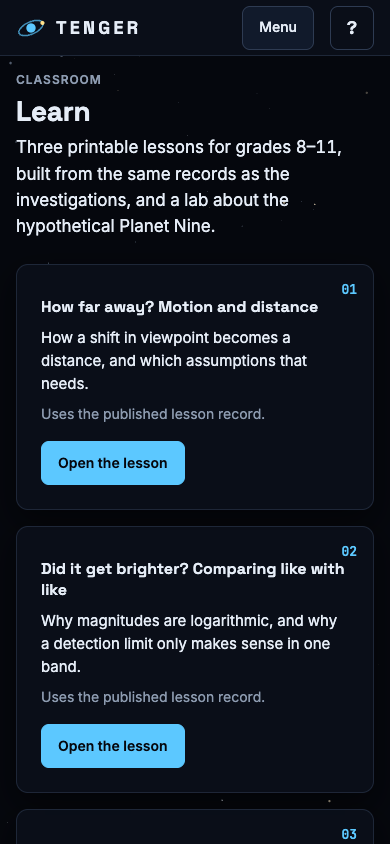 TENGER
Menu
?
CLASSROOM
Learn
Three printable lessons for grades 8–11,
built from the same records as the
investigations, and a lab about the
hypothetical Planet Nine.
01
How far away? Motion and distance
How a shift in viewpoint becomes a
distance, and which assumptions that
needs.
Uses the published lesson record.
Open the lesson
02
Did it get brighter? Comparing like with
like
Why magnitudes are logarithmic, and why
a detection limit only makes sense in one
band.
Uses the published lesson record.
Open the lesson
03